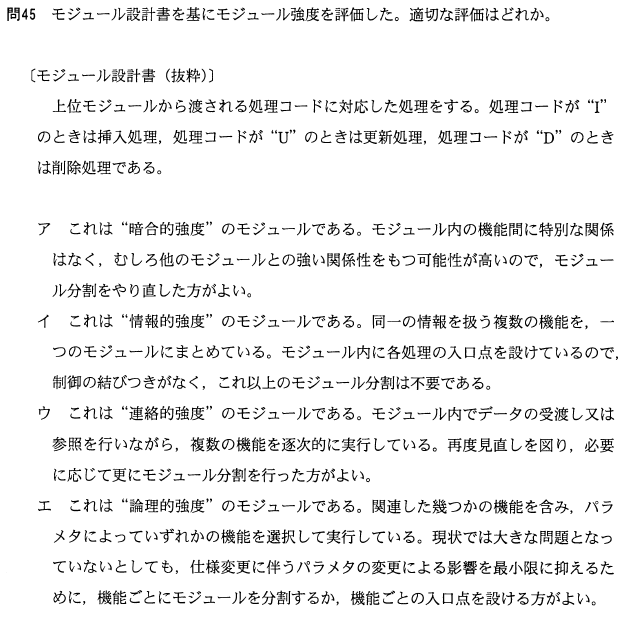 問45 モジュール設計書を基にモジュール強度を評価した。適切な評価はどれか。
〔モジュール設計書（抜粋）〕
上位モジュールから渡される処理コードに対応した処理をする。処理コードが“I”
のときは挿入処理，処理コードが“U”のときは更新処理，処理コードが“D”のとき
は削除処理である。
ア これは“暗合的強度”のモジュールである。モジュール内の機能間に特別な関係
はなく，むしろ他のモジュールとの強い関係性をもつ可能性が高いので，モジュー
ル分割をやり直した方がよい。
イ これは“情報的強度”のモジュールである。同一の情報を扱う複数の機能を，一
つのモジュールにまとめている。モジュール内に各処理の入口点を設けているので，
制御の結びつきがなく，これ以上のモジュール分割は不要である。
ウ これは“連絡的強度”のモジュールである。モジュール内でデータの受渡し又は
参照を行いながら，複数の機能を逐次的に実行している。再度見直しを図り，必要
に応じて更にモジュール分割を行った方がよい。
エ これは“論理的強度”のモジュールである。関連した幾つかの機能を含み，パラ
メタによっていずれかの機能を選択して実行している。現状では大きな問題となっ
ていないとしても，仕様変更に伴うパラメタの変更による影響を最小限に抑えるた
めに，機能ごとにモジュールを分割するか，機能ごとの入口点を設ける方がよい。